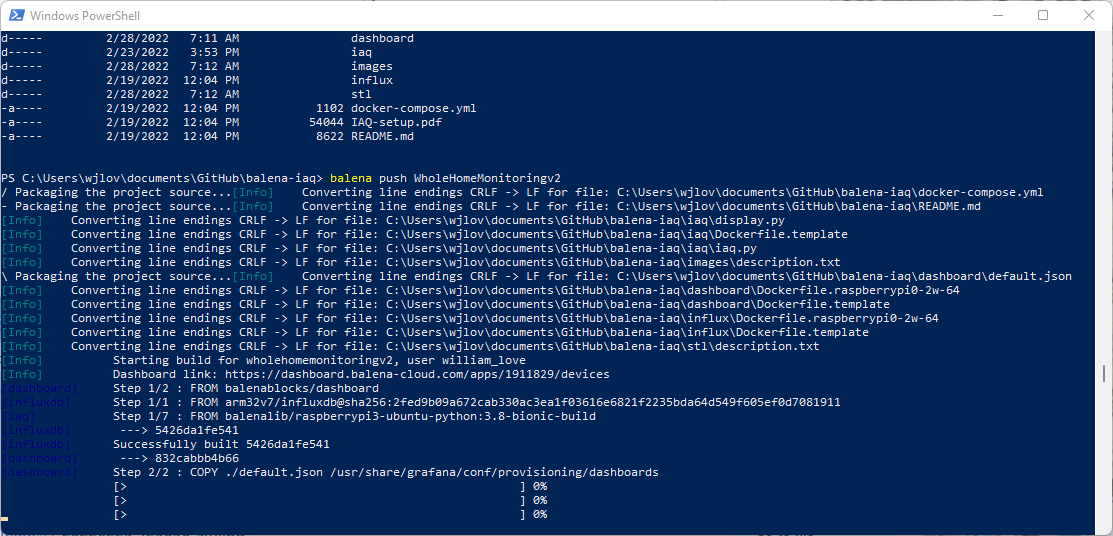 Windows PowerShell
d----- 2/28/2022 7:11 AM dashboard
d----- 2/23/2022 3:53 PM iaq
d----- 2/28/2022 7:12 AM images
d----- 2/19/2022 12:04 PM influx
d----- 2/28/2022 7:12 AM stl
-a---- 2/19/2022 12:04 PM 1102 docker-compose.yml
-a---- 2/19/2022 12:04 PM 54044 IAQ-setup.pdf
-a---- 2/19/2022 12:04 PM 8622 README.md
PS C:\Users\wjlov\documents\GitHub\balena-iaq> balena push WholeHomeMonitoringv2
/ Packaging the project source...[Info] Converting line endings CRLF -> LF for file: C:\Users\wjlov\documents\GitHub\balena-iaq\docker-compose.yml
- Packaging the project source...[Info] Converting line endings CRLF -> LF for file: C:\Users\wjlov\documents\GitHub\balena-iaq\README.md
[Info] Converting line endings CRLF -> LF for file: C:\Users\wjlov\documents\GitHub\balena-iaq\iaq\display.py
[Info] Converting line endings CRLF -> LF for file: C:\Users\wjlov\documents\GitHub\balena-iaq\iaq\Dockerfile.template
[Info] Converting line endings CRLF -> LF for file: C:\Users\wjlov\documents\GitHub\balena-iaq\iaq\iaq.py
[Info] Converting line endings CRLF -> LF for file: C:\Users\wjlov\documents\GitHub\balena-iaq\images\description.txt
\ Packaging the project source...[Info] Converting line endings CRLF -> LF for file: C:\Users\wjlov\documents\GitHub\balena-iaq\dashboard\default.json
[Info] Converting line endings CRLF -> LF for file: C:\Users\wjlov\documents\GitHub\balena-iaq\dashboard\Dockerfile.raspberrypi0-2w-64
[Info] Converting line endings CRLF -> LF for file: C:\Users\wjlov\documents\GitHub\balena-iaq\dashboard\Dockerfile.template
[Info] Converting line endings CRLF -> LF for file: C:\Users\wjlov\documents\GitHub\balena-iaq\influx\Dockerfile.raspberrypi0-2w-64
[Info] Converting line endings CRLF -> LF for file: C:\Users\wjlov\documents\GitHub\balena-iaq\influx\Dockerfile.template
[Info] Converting line endings CRLF -> LF for file: C:\Users\wjlov\documents\GitHub\balena-iaq\stl\description.txt
[Info] Starting build for wholehomemonitoringv2, user william_love
[Info] Dashboard link: https://dashboard.balena-cloud.com/apps/1911829/devices
[dashboard] Step 1/2 : FROM balenablocks/dashboard
[influxdb] Step 1/1 : FROM arm32v7/influxdb@sha256:2fed9b09a672cab330ac3ea1f03616e6821f2235bda64d549f605ef0d7081911
[iaq] Step 1/7 : FROM balenalib/raspberrypi3-ubuntu-python:3.8-bionic-build
[influxdb] ---> 5426da1fe541
[influxdb] Successfully built 5426da1fe541
[dashboard] ---> 832cabbb4b66
[dashboard] Step 2/2 : COPY ./default.json /usr/share/grafana/conf/provisioning/dashboards
[> ] 0%
[> ] 0%
[> ] 0%